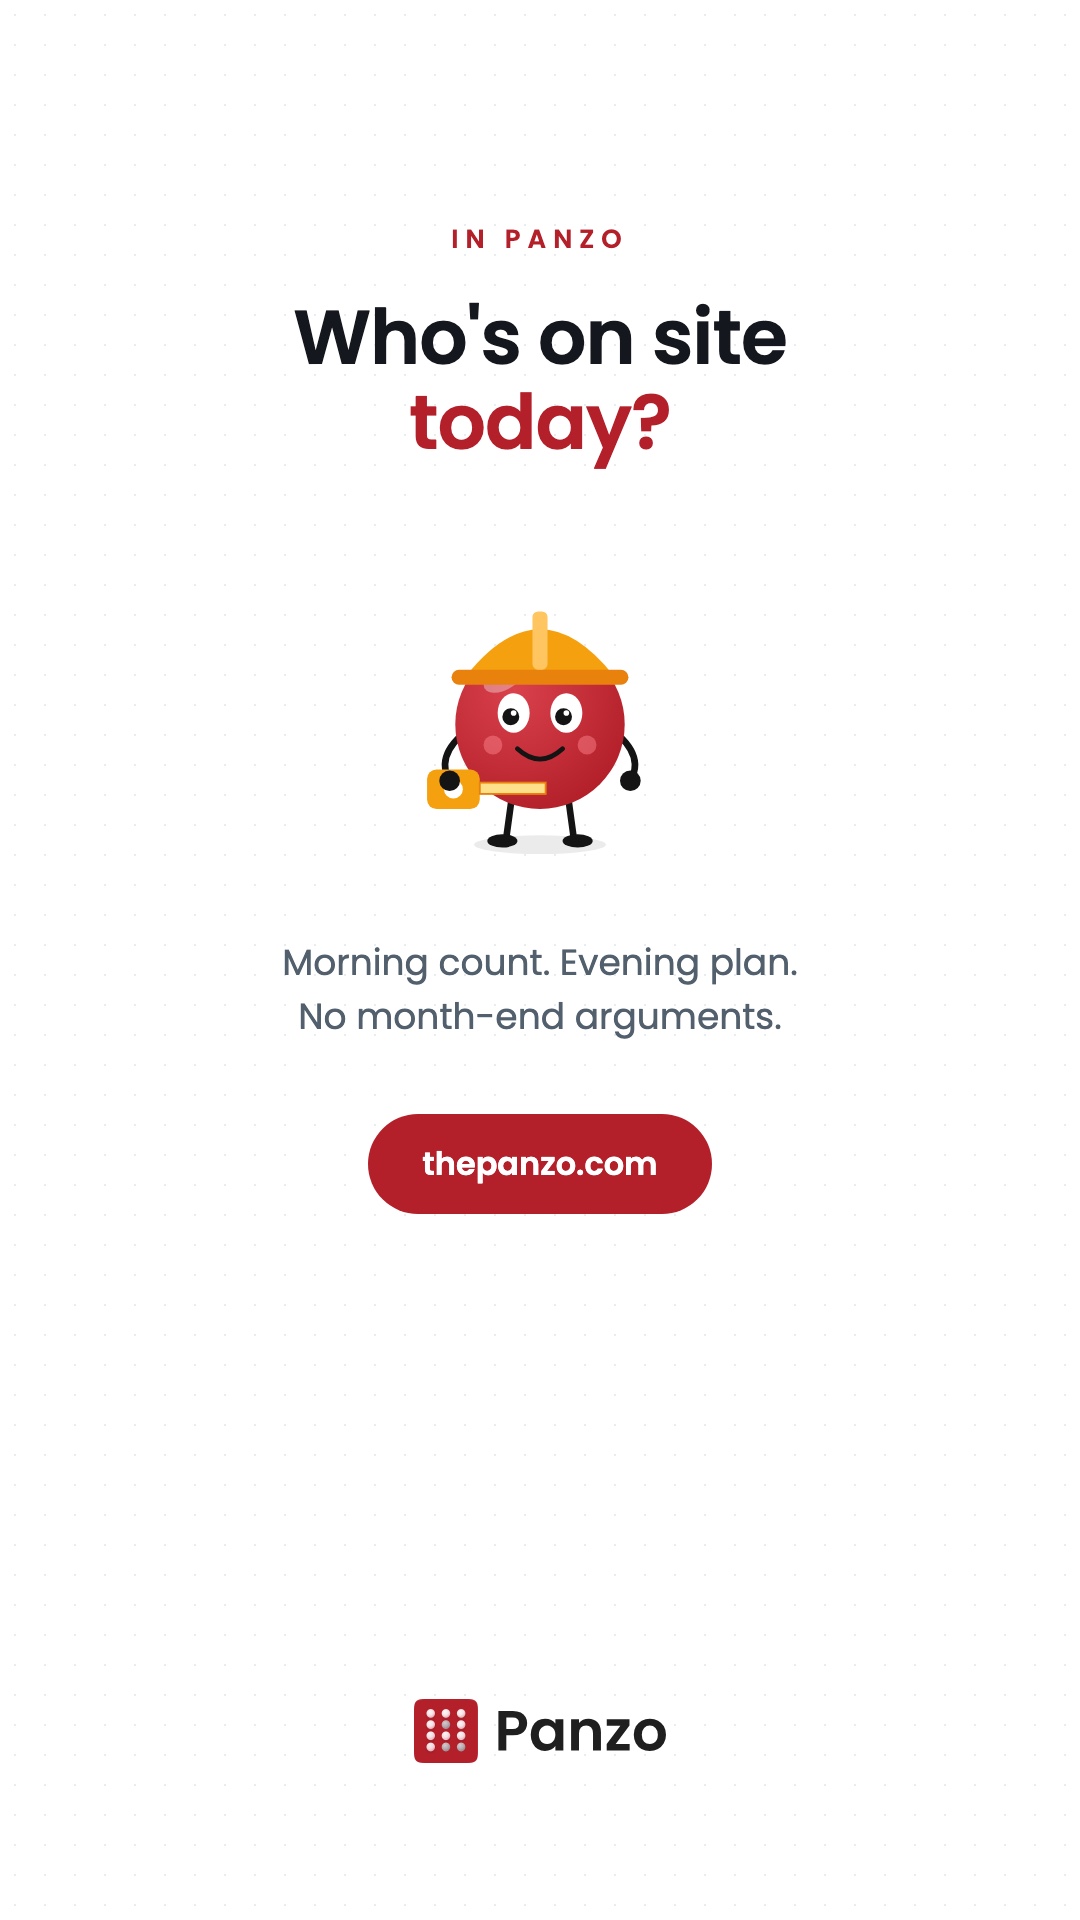 IN PANZO
Who's on site
today?
Morning count. Evening plan.
No month-end arguments.
thepanzo.com
Panzo